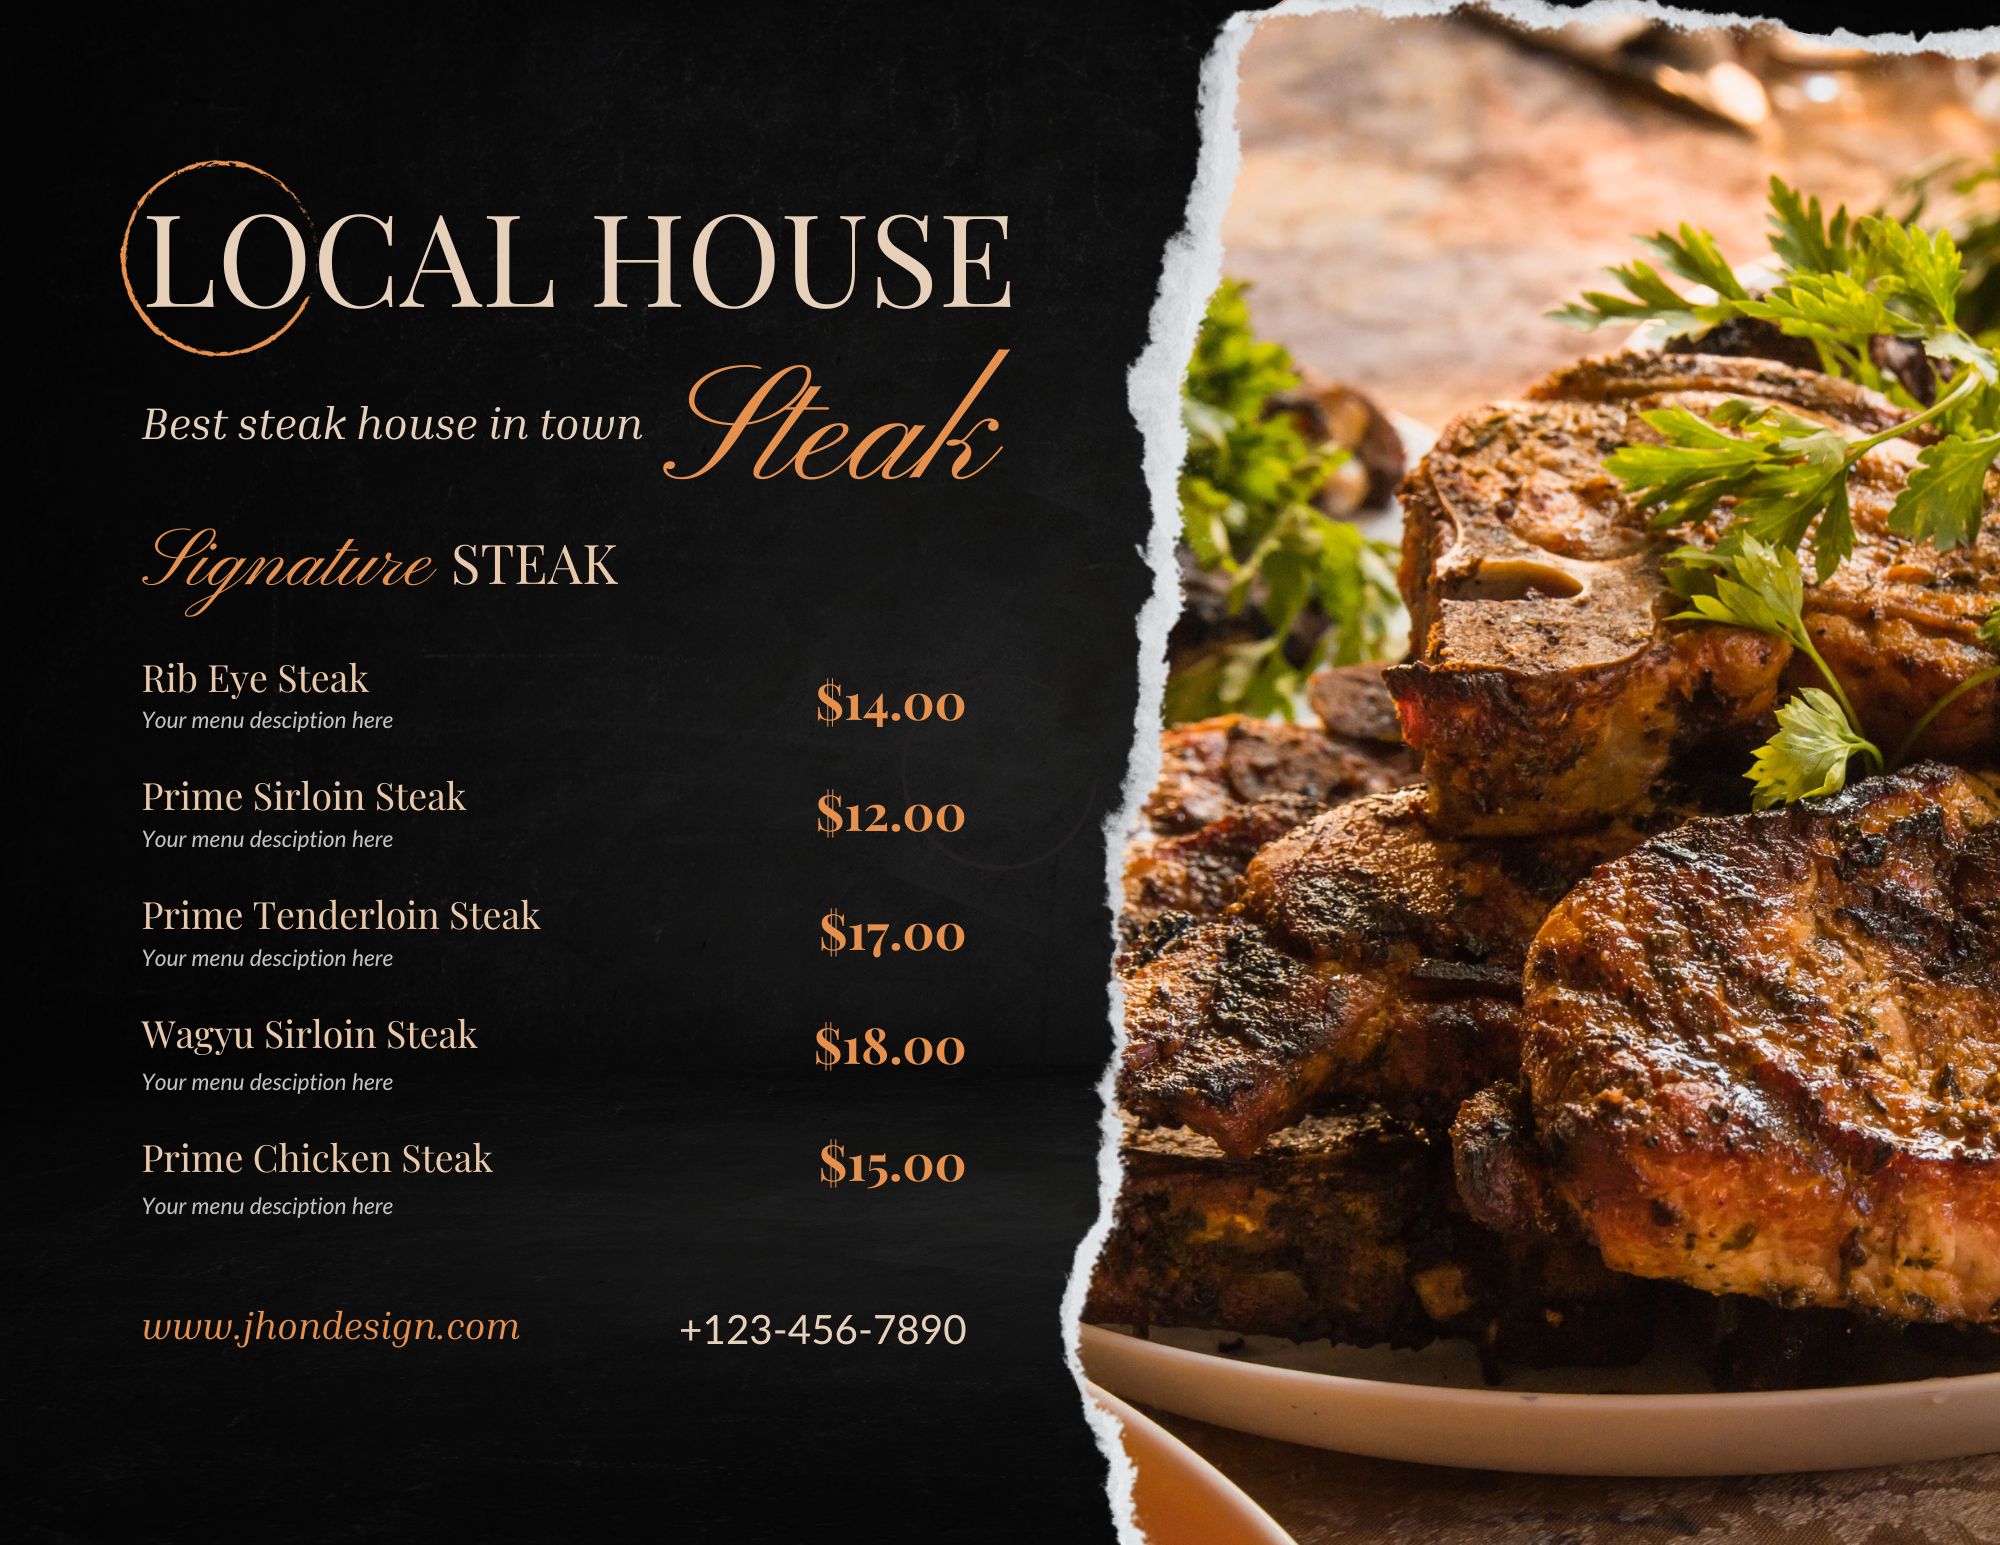 LOCAL HOUSE
Best steak house in town Steak
Signature STEAK
Rib Eye Steak
Your menu desciption here
$14.00
Prime Sirloin Steak
Your menu desciption here
$12.00
Prime Tenderloin Steak
Your menu desciption here
$17.00
Wagyu Sirloin Steak
Your menu desciption here
$18.00
Prime Chicken Steak
Your menu desciption here
$15.00
www.jhondesign.com +123-456-7890